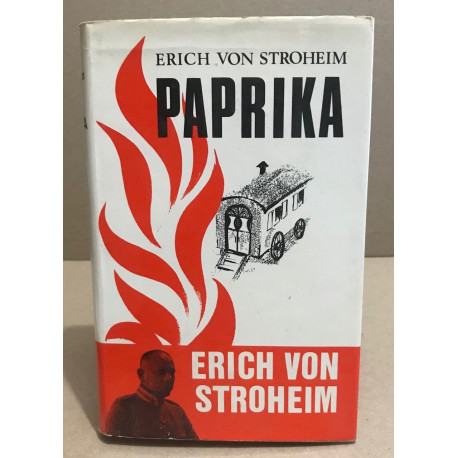 ERICH VON STROHEIM
PAPRIKA
ERICH VON
STROHEIM